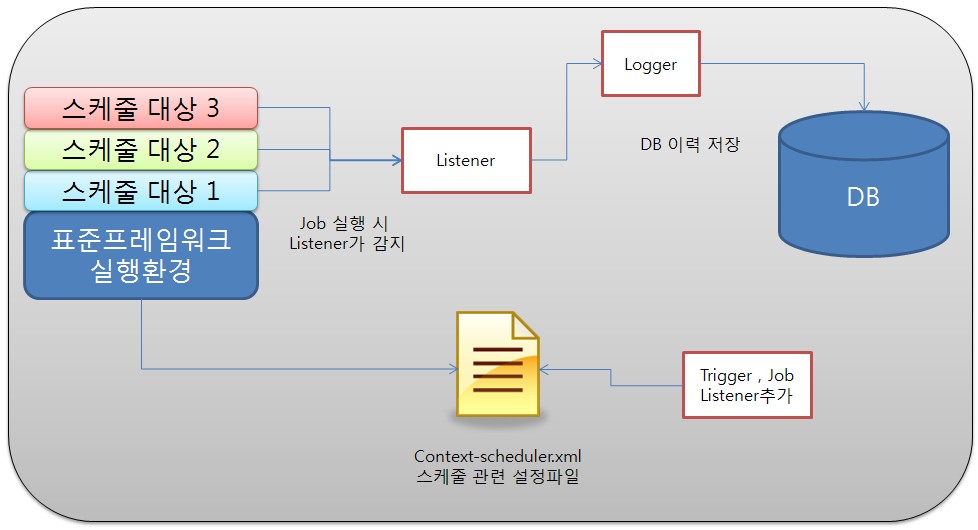 Logger
스케줄 대상 3
스케줄 대상 2
스케줄 대상 1
표준프레임워크
실행환경
Listener
DB 이력 저장
DB
Job 실행 시
Listener가 감지
Trigger , Job
Listener추가
Context-scheduler.xml
스케줄 관련 설정파일